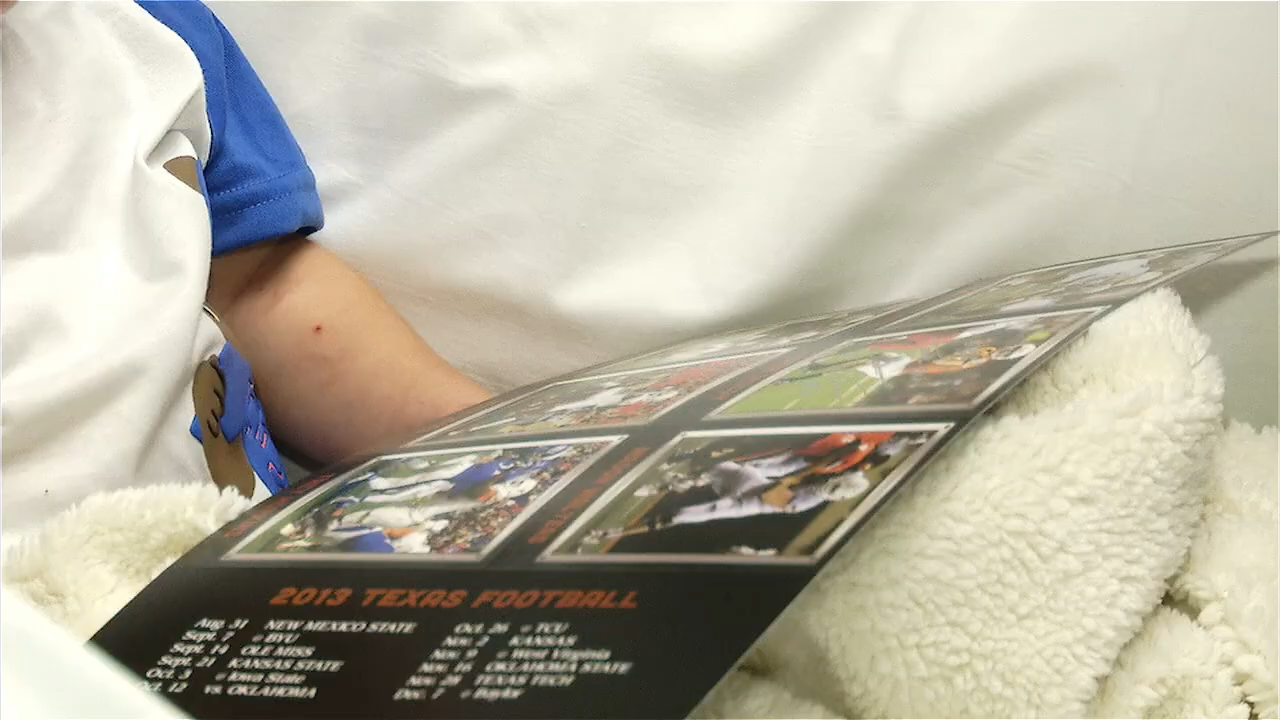 2013 TEXAS FOOTBALL
Aug. 31 NEW MEXICO STATE
Sept. 7 @ BYU
Sept. 14 OLE MISS
Sept. 21 KANSAS STATE
Oct. 3 @ Iowa State
Oct. 12 vs. OKLAHOMA
Oct. 26 @ TCU
Nov. 2 KANSAS
Nov. 9 @ West Virginia
Nov. 16 OKLAHOMA STATE
Nov. 28 TEXAS TECH
Dec. 7 @ Baylor